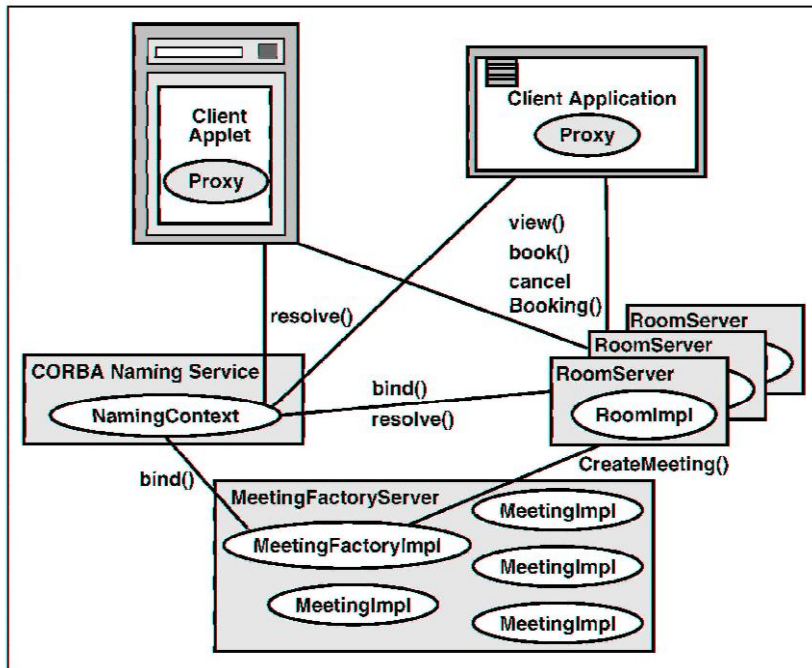 Client
Applet
Proxy
Client Application
Proxy
view()
book()
cancel
Booking()
resolve()
RoomServer
RoomServer
RoomServer
RoomImpl
CORBA Naming Service
NamingContext
bind()
resolve()
bind()
CreateMeeting()
MeetingFactoryServer
MeetingFactoryImpl
MeetingImpl
MeetingImpl
MeetingImpl
MeetingImpl